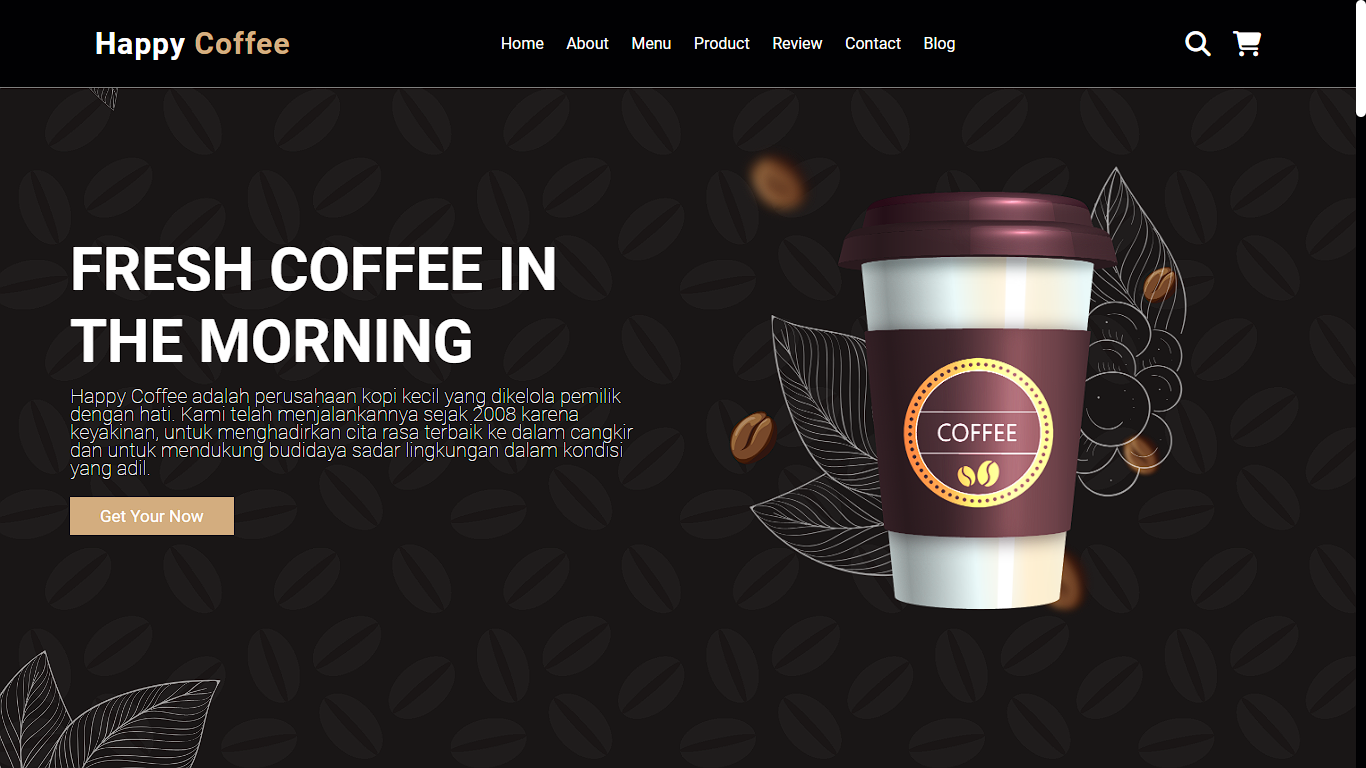 Happy Coffee
Home About Menu Product Review Contact Blog
FRESH COFFEE IN
THE MORNING
Happy Coffee adalah perusahaan kopi kecil yang dikelola pemilik
dengan hati. Kami telah menjalankannya sejak 2008 karena
keyakinan, untuk menghadirkan cita rasa terbaik ke dalam cangkir
dan untuk mendukung budidaya sadar lingkungan dalam kondisi
yang adil.
Get Your Now
COFFEE